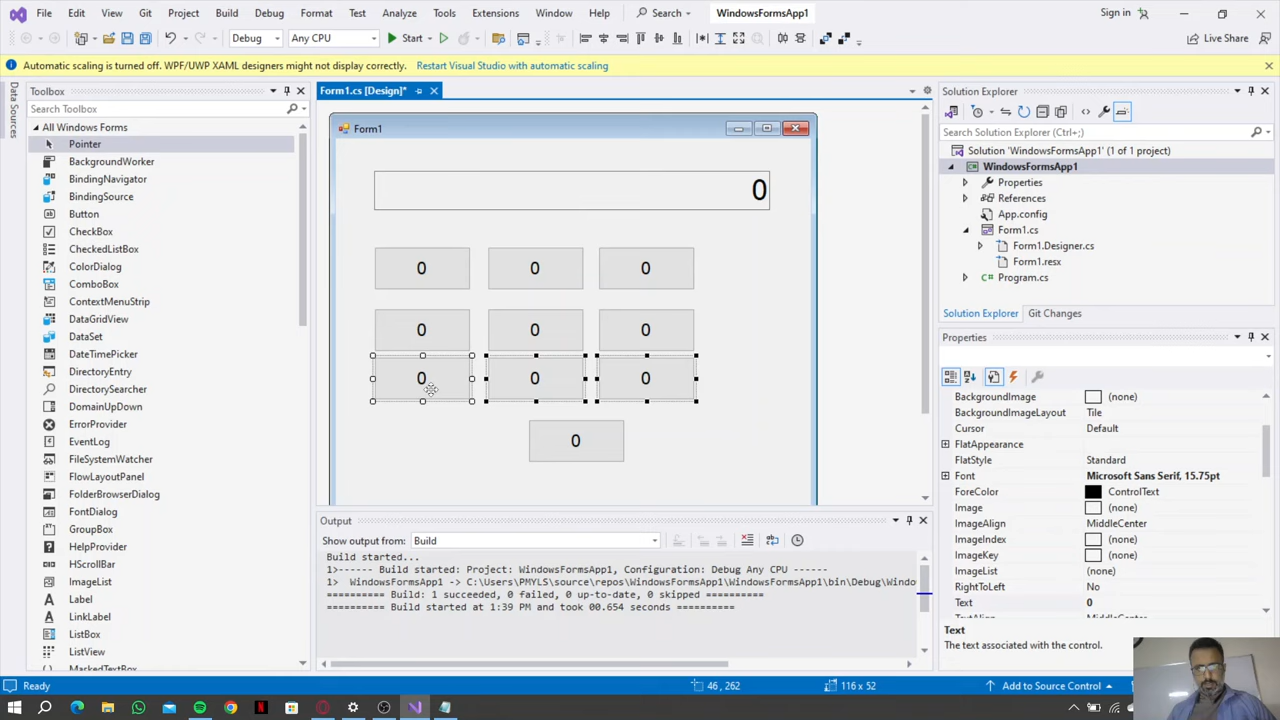 File Edit View Git Project Build Debug Format Test Analyze Tools Extensions Window Help Search WindowsFormsApp1 Sign in
Debug Any CPU Start Live Share
Automatic scaling is turned off. WPF/UWP XAML designers might not display correctly. Restart Visual Studio with automatic scaling
Data Sources
Toolbox
Search Toolbox
All Windows Forms
Pointer
BackgroundWorker
BindingNavigator
BindingSource
Button
CheckBox
CheckedListBox
ColorDialog
ComboBox
ContextMenuStrip
DataGridView
DataSet
DateTimePicker
DirectoryEntry
DirectorySearcher
DomainUpDown
ErrorProvider
EventLog
FileSystemWatcher
FlowLayoutPanel
FolderBrowserDialog
FontDialog
GroupBox
HelpProvider
HScrollBar
ImageList
Label
LinkLabel
ListBox
ListView
MaskedTextBox
Form1.cs [Design]*
Form1
0
0 0 0
0 0 0
0 0 0
0
Output
Show output from: Build
Build started...
1>------ Build started: Project: WindowsFormsApp1, Configuration: Debug Any CPU ------
1> WindowsFormsApp1 -> C:\Users\PMYLS\source\repos\WindowsFormsApp1\WindowsFormsApp1\bin\Debug\Windo
========== Build: 1 succeeded, 0 failed, 0 up-to-date, 0 skipped ==========
========== Build started at 1:39 PM and took 00.654 seconds ==========
Solution Explorer
Search Solution Explorer (Ctrl+;)
Solution 'WindowsFormsApp1' (1 of 1 project)
WindowsFormsApp1
Properties
References
App.config
Form1.cs
Form1.Designer.cs
Form1.resx
Program.cs
Solution Explorer Git Changes
Properties
BackgroundImage (none)
BackgroundImageLayout Tile
Cursor Default
FlatAppearance
FlatStyle Standard
Font Microsoft Sans Serif, 15.75pt
ForeColor ControlText
Image (none)
ImageAlign MiddleCenter
ImageIndex (none)
ImageKey (none)
ImageList (none)
RightToLeft No
Text 0
TextAlign MiddleCenter
Text
The text associated with the control.
Ready 46 , 262 116 x 52 Add to Source Control